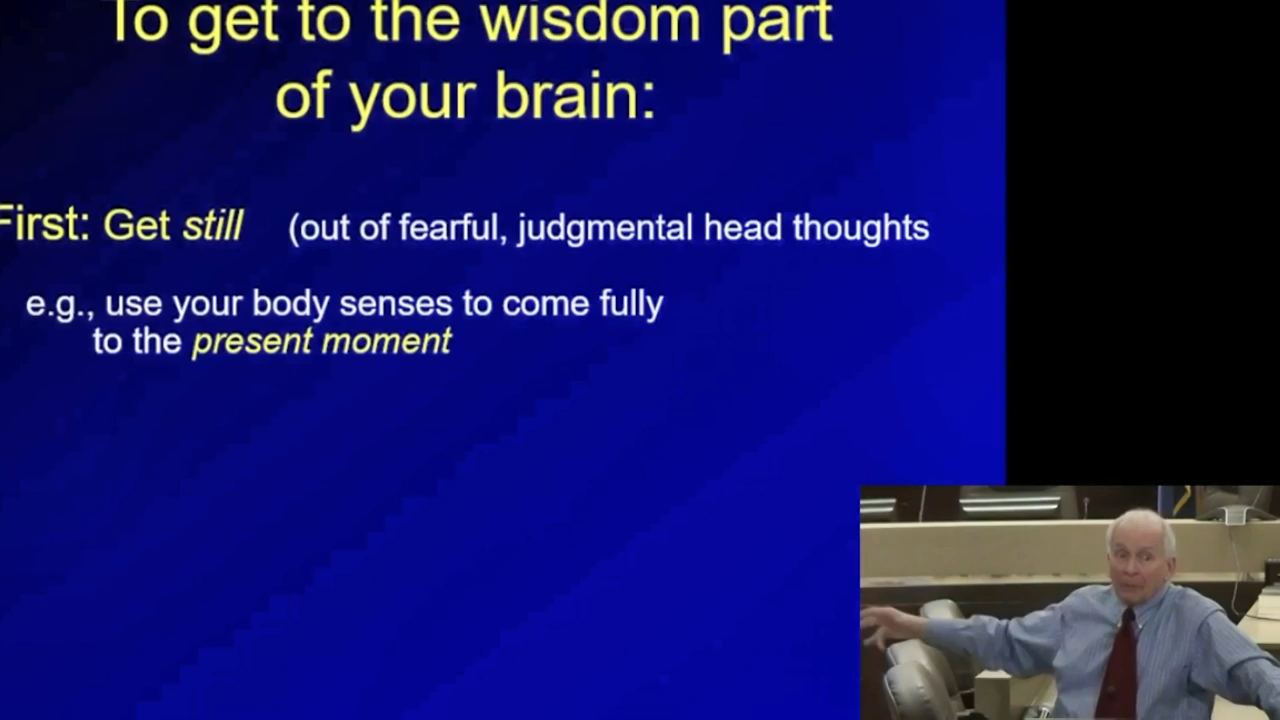 To get to the wisdom part
of your brain:
First: Get still (out of fearful, judgmental head thoughts
e.g., use your body senses to come fully
to the present moment